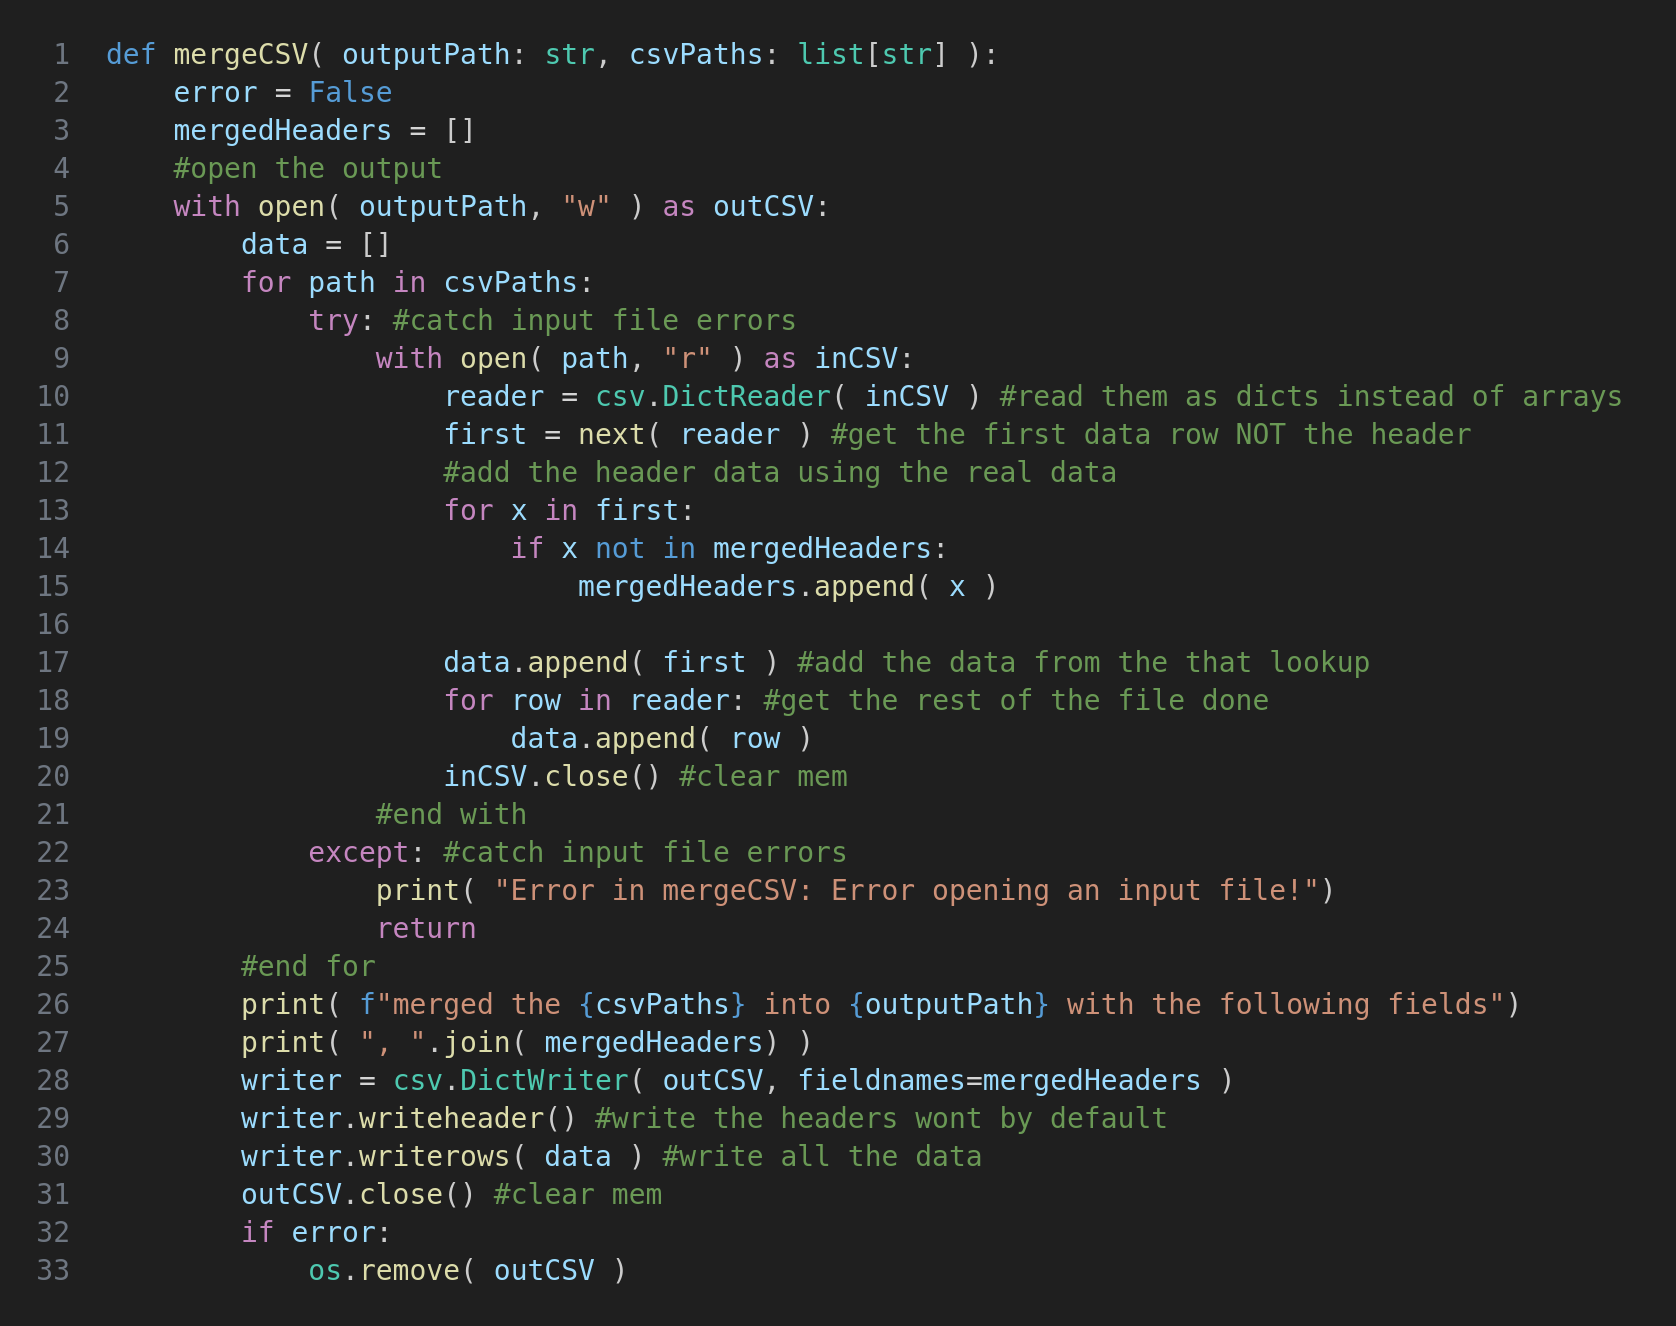 1 def mergeCSV( outputPath: str, csvPaths: list[str] ):
2     error = False
3     mergedHeaders = []
4     #open the output
5     with open( outputPath, "w" ) as outCSV:
6         data = []
7         for path in csvPaths:
8             try: #catch input file errors
9                 with open( path, "r" ) as inCSV:
10                     reader = csv.DictReader( inCSV ) #read them as dicts instead of arrays
11                     first = next( reader ) #get the first data row NOT the header
12                     #add the header data using the real data
13                     for x in first:
14                         if x not in mergedHeaders:
15                             mergedHeaders.append( x )
16
17                     data.append( first ) #add the data from the that lookup
18                     for row in reader: #get the rest of the file done
19                         data.append( row )
20                     inCSV.close() #clear mem
21                 #end with
22             except: #catch input file errors
23                 print( "Error in mergeCSV: Error opening an input file!")
24                 return
25         #end for
26         print( f"merged the {csvPaths} into {outputPath} with the following fields")
27         print( ", ".join( mergedHeaders) )
28         writer = csv.DictWriter( outCSV, fieldnames=mergedHeaders )
29         writer.writeheader() #write the headers wont by default
30         writer.writerows( data ) #write all the data
31         outCSV.close() #clear mem
32         if error:
33             os.remove( outCSV )